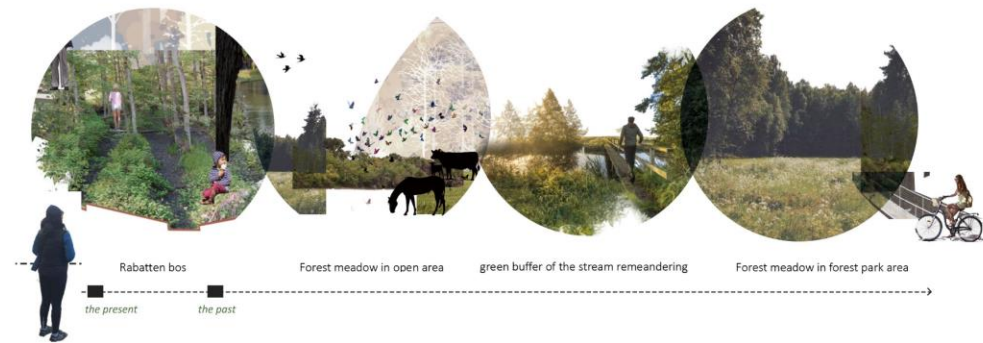 Rabatten bos
Forest meadow in open area
green buffer of the stream remeandering
Forest meadow in forest park area
the present
the past